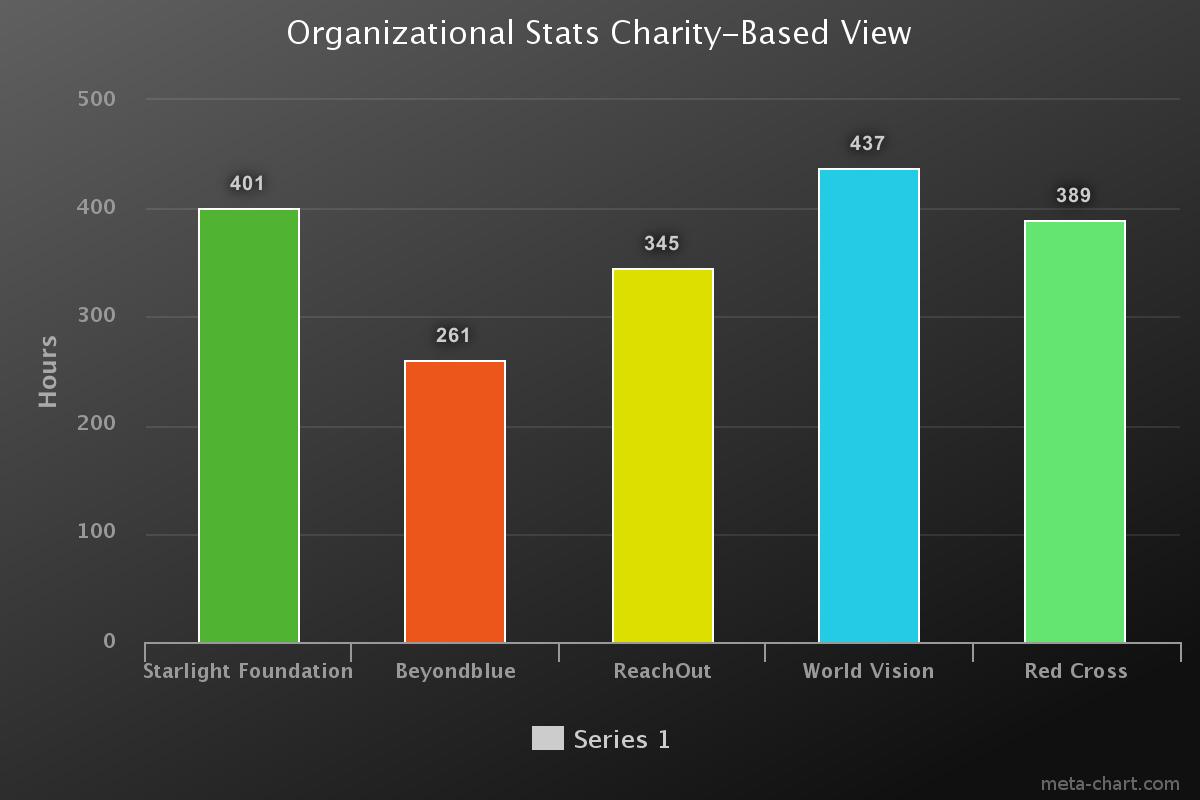 Organizational Stats Charity-Based View
500
400
300
200
100
0
Hours
401
261
345
437
389
Starlight Foundation
Beyondblue
ReachOut
World Vision
Red Cross
Series 1
meta-chart.com